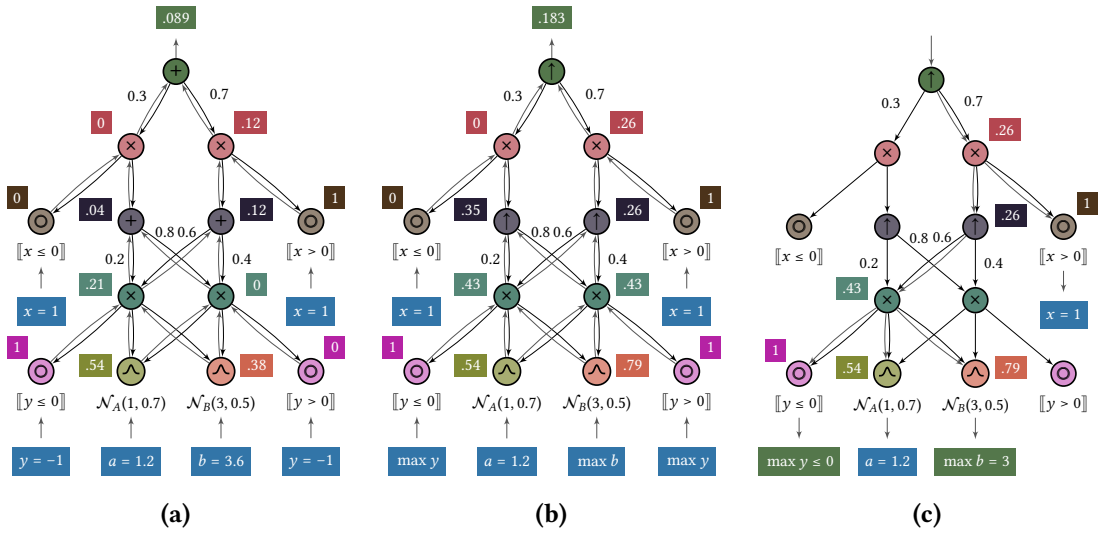 .089
+
0.3 0.7
0 .12
× ×
0 .04 .12 1
+ +
⟦x ≤ 0⟧ 0.8 0.6 ⟦x > 0⟧
0.2 0.4
.21 0
x = 1 × × x = 1
1 .54 .38 0
⟦y ≤ 0⟧ 𝒩A(1, 0.7) 𝒩B(3, 0.5) ⟦y > 0⟧
y = −1 a = 1.2 b = 3.6 y = −1
(a)
.183
↑
0.3 0.7
0 .26
× ×
0 .35 .26 1
↑ ↑
⟦x ≤ 0⟧ 0.8 0.6 ⟦x > 0⟧
0.2 0.4
.43 .43
x = 1 × × x = 1
1 .54 .79 1
⟦y ≤ 0⟧ 𝒩A(1, 0.7) 𝒩B(3, 0.5) ⟦y > 0⟧
max y a = 1.2 max b max y
(b)
↑
0.3 0.7
.26
× ×
.26 1
↑ ↑
⟦x ≤ 0⟧ 0.8 0.6 ⟦x > 0⟧
0.2 0.4
.43
× × x = 1
1 .54 .79
⟦y ≤ 0⟧ 𝒩A(1, 0.7) 𝒩B(3, 0.5) ⟦y > 0⟧
max y ≤ 0 a = 1.2 max b = 3
(c)